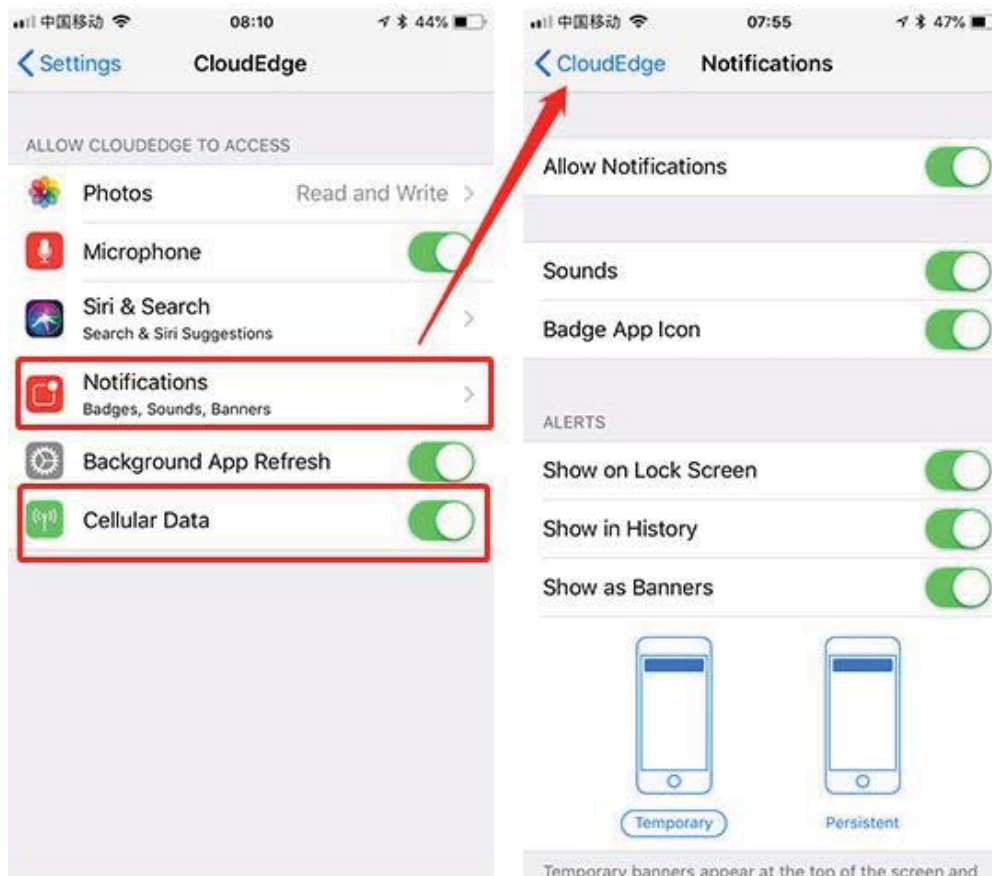 中国移动 08:10 44%
Settings CloudEdge
ALLOW CLOUDEDGE TO ACCESS
Photos Read and Write
Microphone
Siri & Search
Search & Siri Suggestions
Notifications
Badges, Sounds, Banners
Background App Refresh
Cellular Data
中国移动 07:55 47%
CloudEdge Notifications
Allow Notifications
Sounds
Badge App Icon
ALERTS
Show on Lock Screen
Show in History
Show as Banners
Temporary Persistent
Temporary banners appear at the top of the screen and